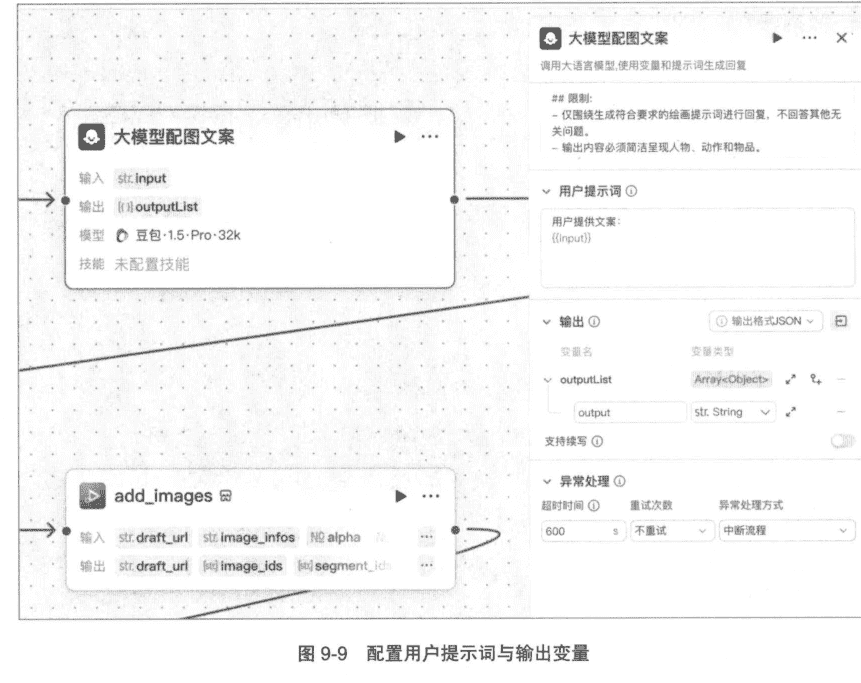 大模型配图文案
输入 str. input
输出 [{}] outputList
模型 豆包·1.5·Pro·32k
技能 未配置技能
add_images
输入 str. draft_url str. image_infos NO alpha
输出 str. draft_url [str] image_ids [str] segment_ids
大模型配图文案
调用大语言模型,使用变量和提示词生成回复
## 限制:
- 仅围绕生成符合要求的绘画提示词进行回复，不回答其他无
关问题。
- 输出内容必须简洁呈现人物、动作和物品。
用户提示词
用户提供文案：
{{input}}
输出 输出格式JSON
变量名 变量类型
outputList Array<Object>
output str. String
支持续写
异常处理
超时时间 重试次数 异常处理方式
600 s 不重试 中断流程
图 9-9 配置用户提示词与输出变量